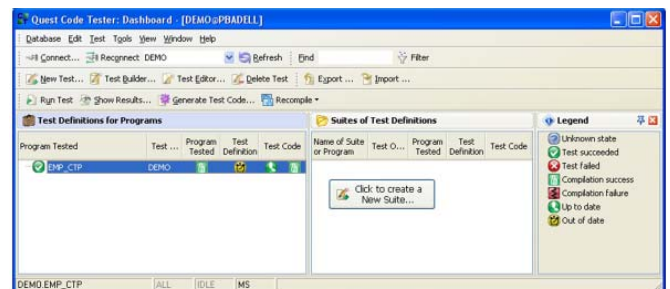 Quest Code Tester: Dashboard - [DEMO@PBADELL]
Database Edit Test Tools View Window Help
Connect... Reconnect DEMO Refresh Find Filter
New Test... Test Builder... Test Editor... Delete Test Export ... Import ...
Run Test Show Results... Generate Test Code... Recompile
Test Definitions for Programs
Program Tested Test ... Program Tested Test Definition Test Code
EMP_CTP DEMO
Suites of Test Definitions
Name of Suite or Program Test O... Program Tested Test Definition Test Code
Click to create a
New Suite...
Legend
Unknown state
Test succeeded
Test failed
Compilation success
Compilation failure
Up to date
Out of date
DEMO.EMP_CTP ALL IDLE MS